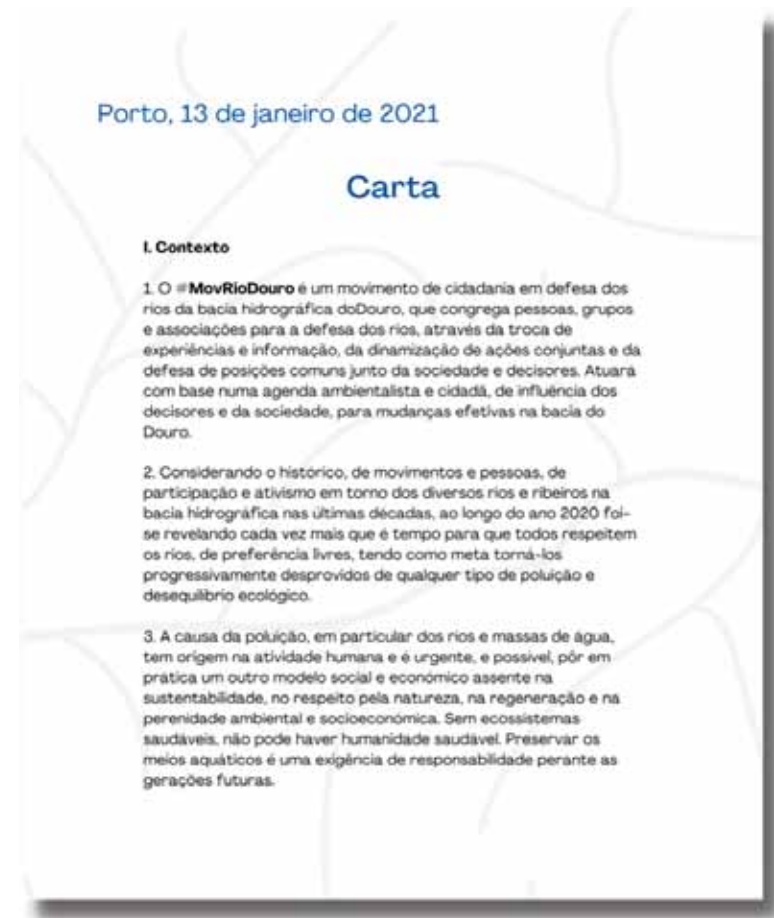 Porto, 13 de janeiro de 2021
Carta
I. Contexto
1. O #MovRioDouro é um movimento de cidadania em defesa dos
rios da bacia hidrográfica doDouro, que congrega pessoas, grupos
e associações para a defesa dos rios, através da troca de
experiências e informação, da dinamização de ações conjuntas e da
defesa de posições comuns junto da sociedade e decisores. Atuará
com base numa agenda ambientalista e cidadã, de influência dos
decisores e da sociedade, para mudanças efetivas na bacia do
Douro.
2. Considerando o histórico, de movimentos e pessoas, de
participação e ativismo em torno dos diversos rios e ribeiros na
bacia hidrográfica nas últimas décadas, ao longo do ano 2020 foi-
se revelando cada vez mais que é tempo para que todos respeitem
os rios, de preferência livres, tendo como meta torná-los
progressivamente desprovidos de qualquer tipo de poluição e
desequilíbrio ecológico.
3. A causa da poluição, em particular dos rios e massas de água,
tem origem na atividade humana e é urgente, e possível, pôr em
prática um outro modelo social e económico assente na
sustentabilidade, no respeito pela natureza, na regeneração e na
perenidade ambiental e socioeconómica. Sem ecossistemas
saudáveis, não pode haver humanidade saudável. Preservar os
meios aquáticos é uma exigência de responsabilidade perante as
gerações futuras.